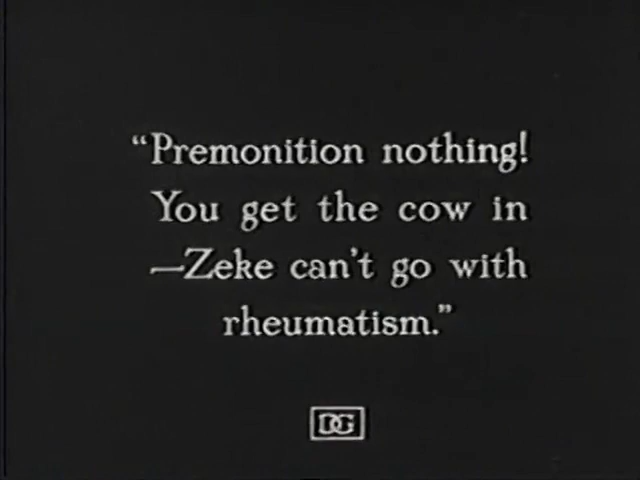 “Premonition nothing!
You get the cow in
—Zeke can't go with
rheumatism.”
DG